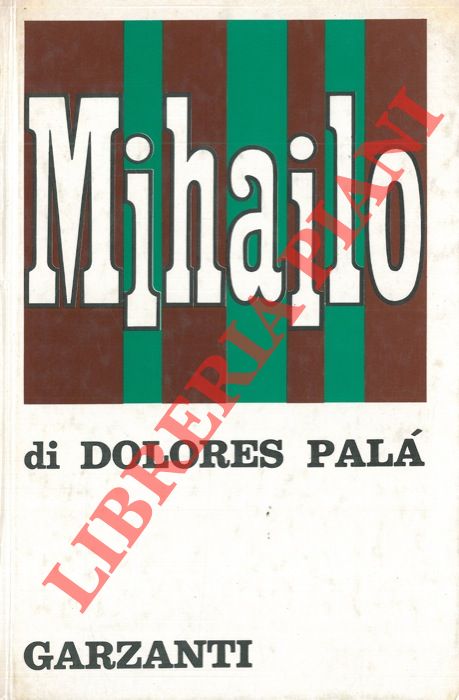 Mihajlo
di DOLORES PALÁ
GARZANTI
LIBRERIA PIANI